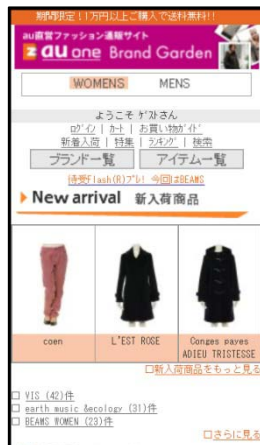 期間限定!1万円以上ご購入で送料無料!!
au直営ファッション通販サイト
au one Brand Garden
WOMENS MENS
ようこそ ゲストさん
ログイン | カート | お買い物ガイド
新着入荷 | 特集 | ランキング | 検索
ブランド一覧 アイテム一覧
待受Flash(R)プレ! 今回はBEAMS
New arrival 新入荷商品
coen L'EST ROSE Conges payes ADIEU TRISTESSE
新入荷商品をもっと見る
VIS (42)件
earth music &ecology (31)件
BEAMS WOMEN (23)件
さらに見る